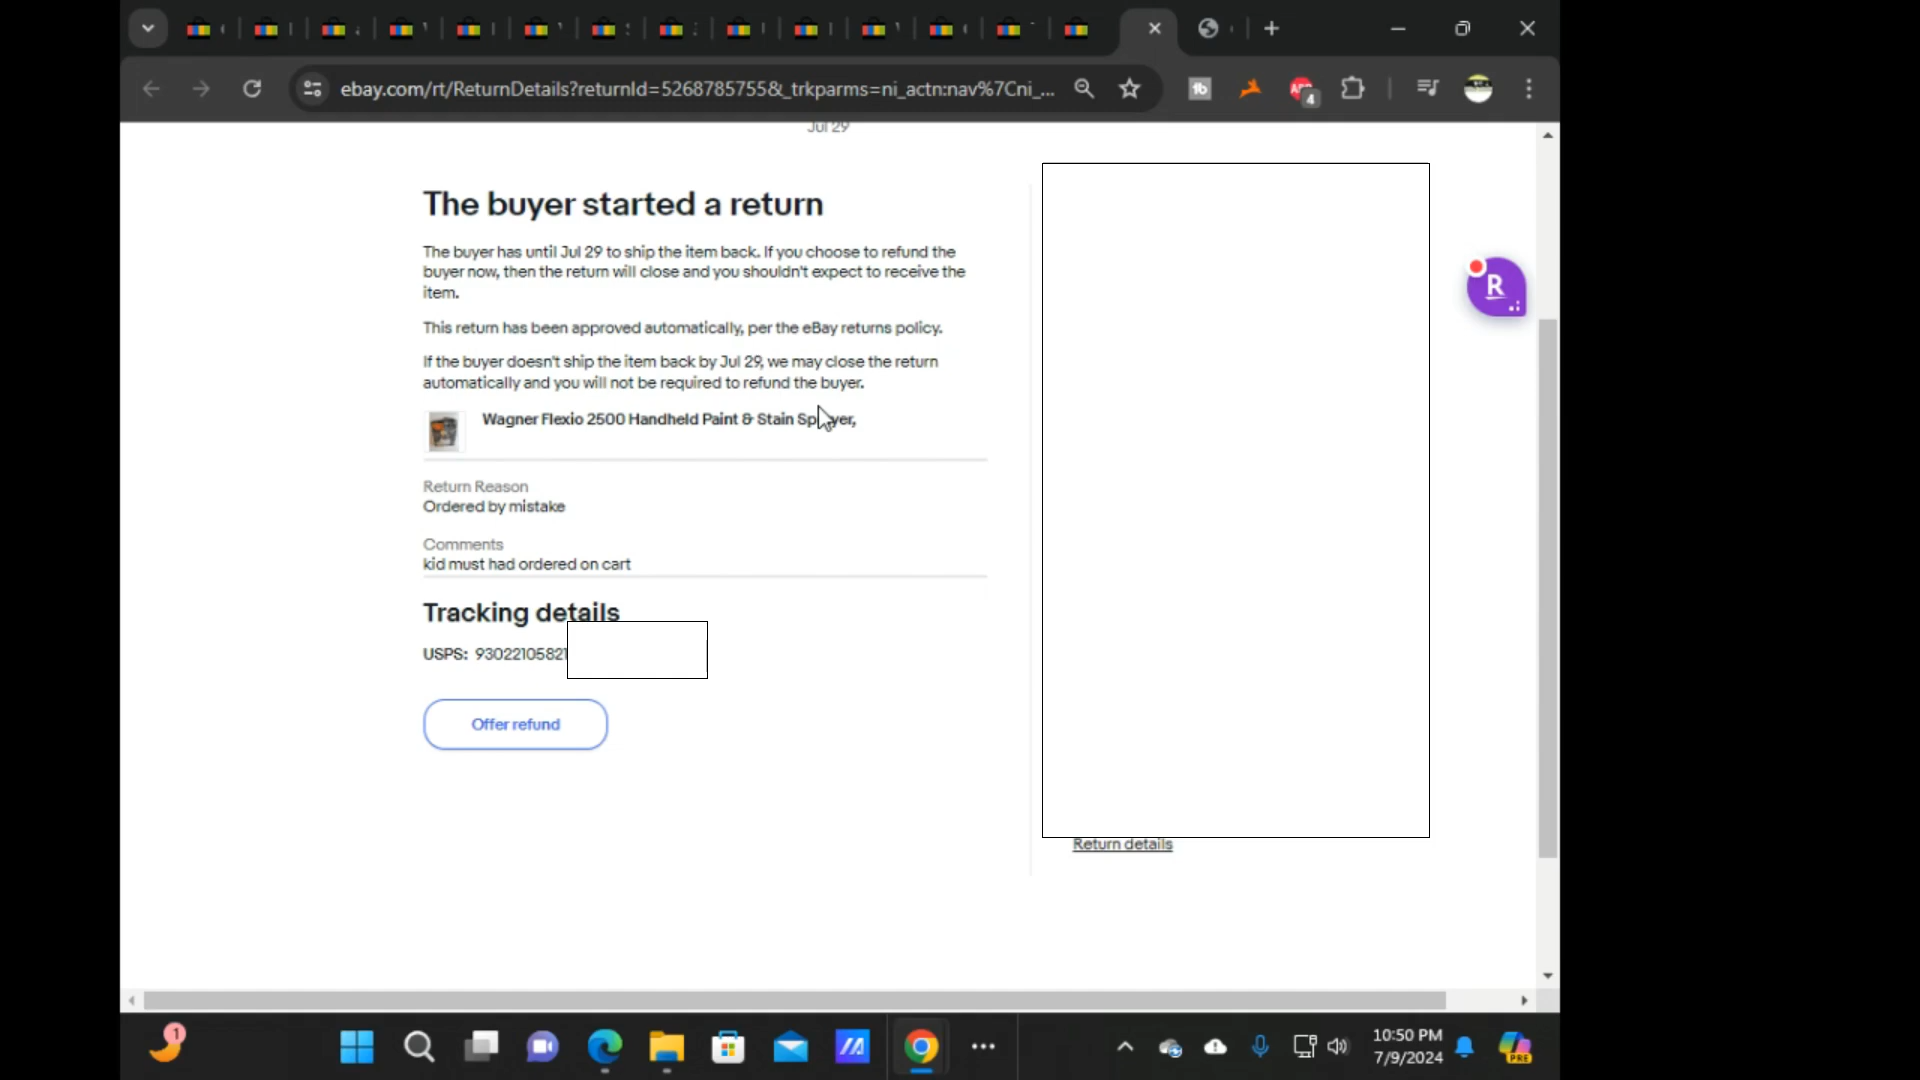 ebay.com/rt/ReturnDetails?returnId=5268785755&_trkparms=ni_actn:nav%7Cni_...
4
Jul 29
The buyer started a return
The buyer has until Jul 29 to ship the item back. If you choose to refund the
buyer now, then the return will close and you shouldn't expect to receive the
item.
R
This return has been approved automatically, per the eBay returns policy.
If the buyer doesn't ship the item back by Jul 29, we may close the return
automatically and you will not be required to refund the buyer.
Wagner Flexio 2500 Handheld Paint & Stain Sprayer,
Return Reason
Ordered by mistake
Comments
kid must had ordered on cart
Tracking details
USPS: 93022105821
Offer refund
Return details
1
10:50 PM
7/9/2024
PRE